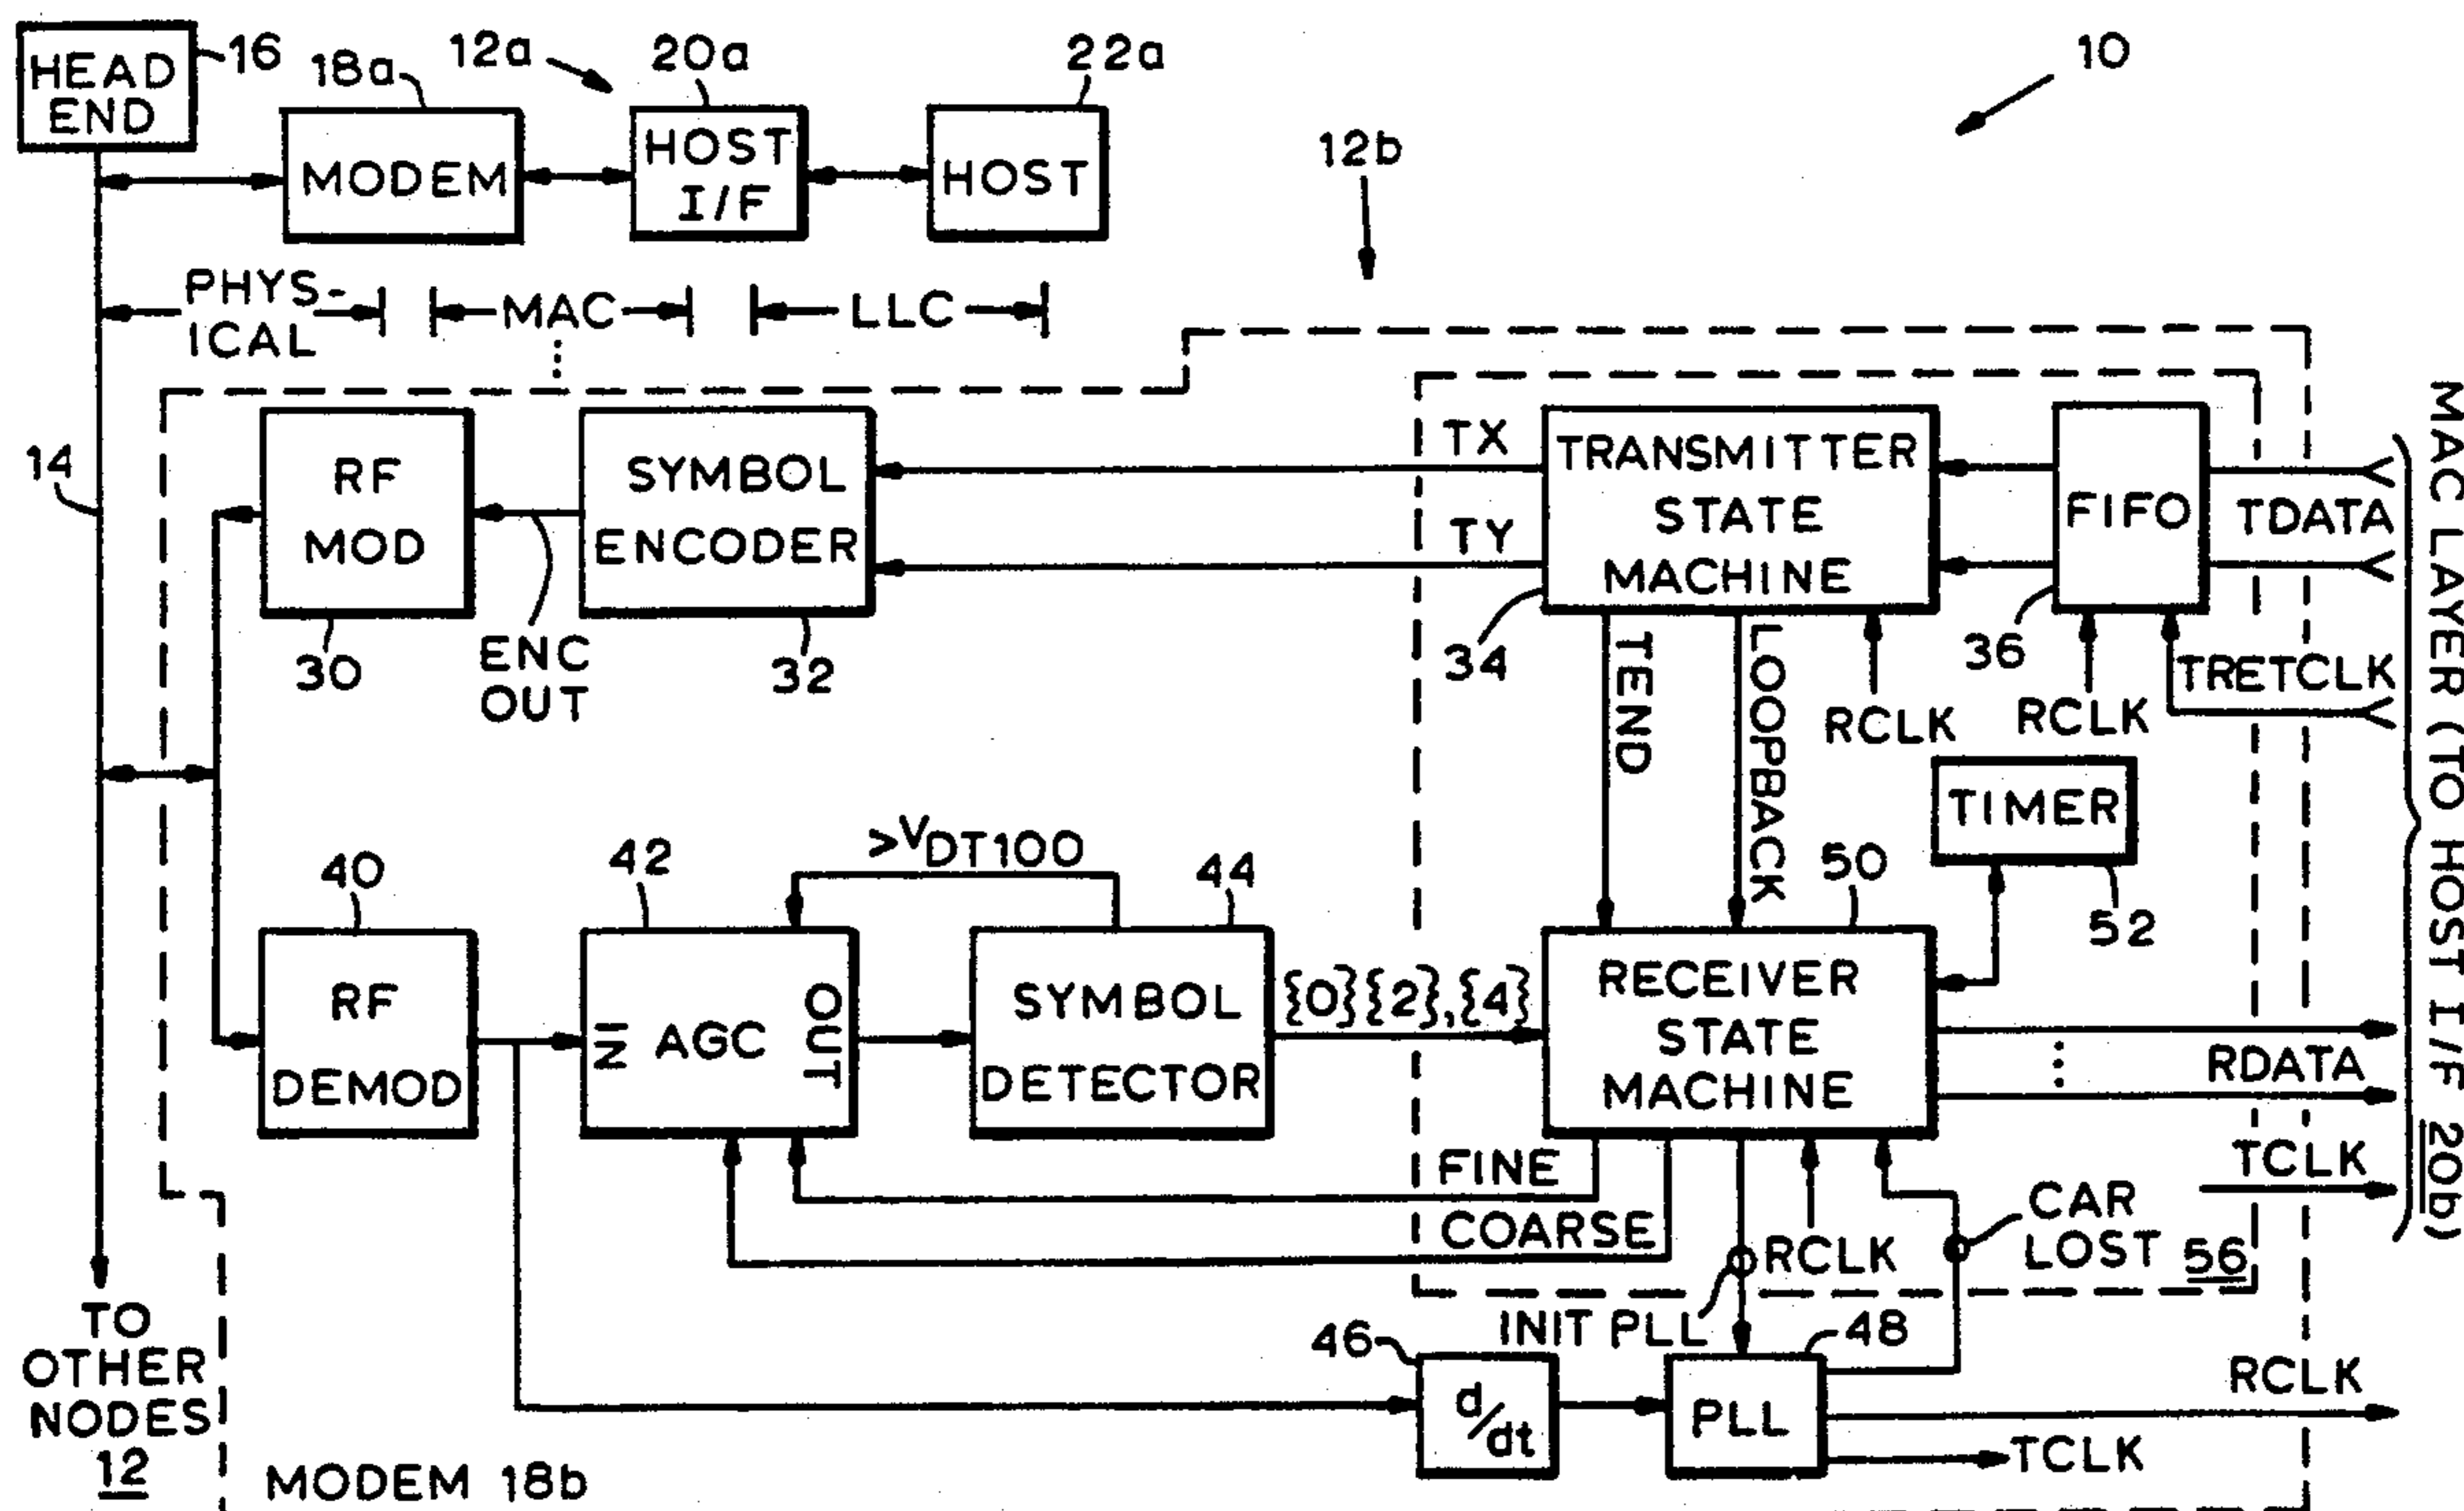 HEAD
END
16
18a
12a
20a
22a
10
MODEM
HOST
I/F
HOST
12b
PHYS-
ICAL
MAC
LLC
14
RF
MOD
30
ENC
OUT
SYMBOL
ENCODER
32
TX
TY
TRANSMITTER
STATE
MACHINE
34
FIFO
36
TDATA
TRETCLK
RCLK
RCLK
TEND
LOOPBACK
TIMER
52
MAC LAYER (TO HOST I/F 20b)
40
RF
DEMOD
42
IN
AGC
OUT
>VDT100
44
SYMBOL
DETECTOR
{0}{2},{4}
50
RECEIVER
STATE
MACHINE
RDATA
TCLK
FINE
COARSE
RCLK
CAR
LOST
56
INIT PLL
46
d/dt
48
PLL
RCLK
TCLK
TO
OTHER
NODES
12
MODEM 18b